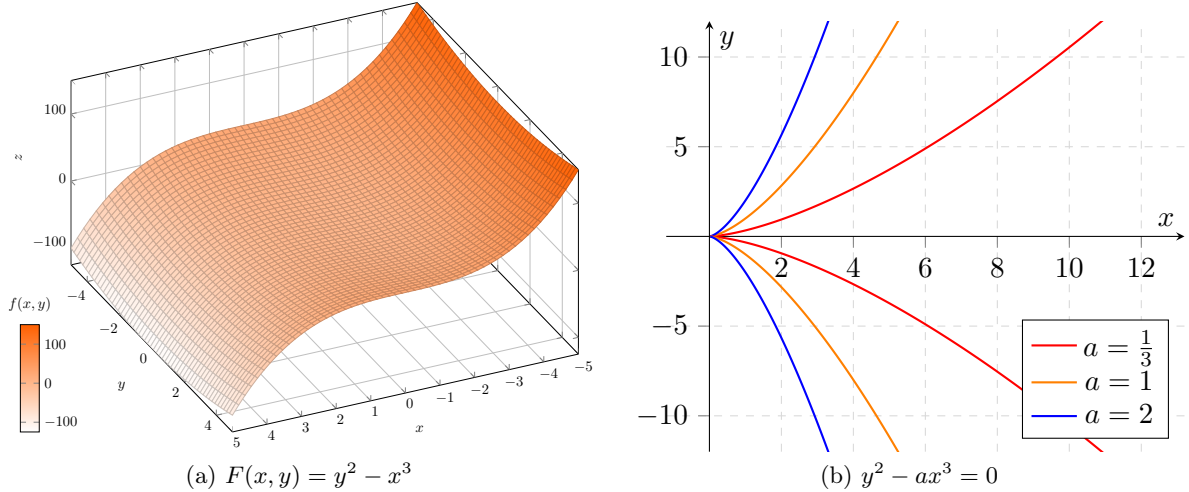 100
0
−100
z
−4
−2
0
2
4
y
5
4
3
2
1
0
−1
−2
−3
−4
−5
x
f(x, y)
100
0
−100
(a) F(x, y) = y² − x³
y
x
10
5
−5
−10
2
4
6
8
10
12
a = 1/3
a = 1
a = 2
(b) y² − ax³ = 0